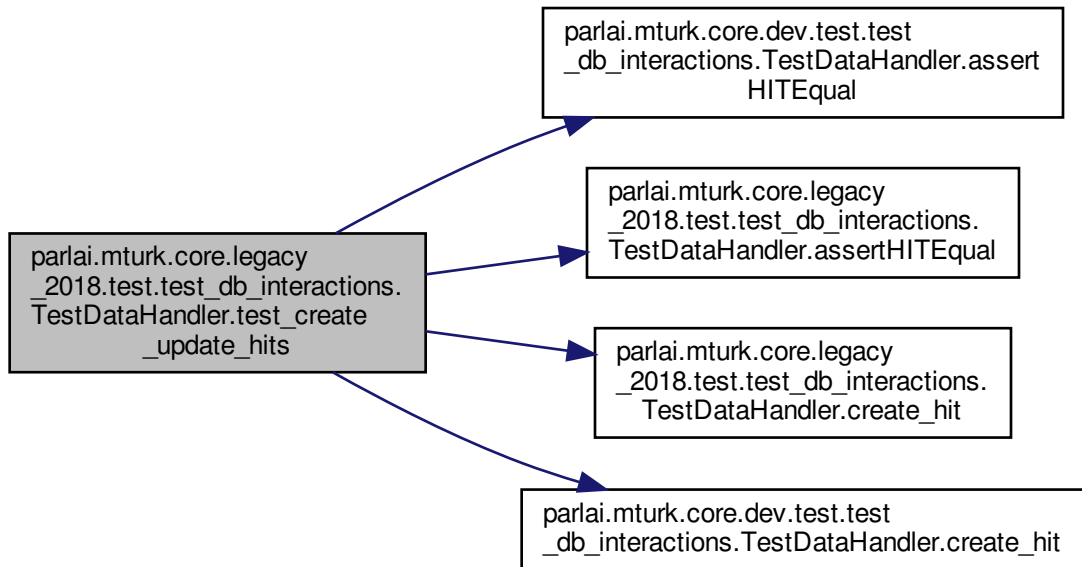 parlai.mturk.core.dev.test.test
_db_interactions.TestDataHandler.assert
HITEqual
parlai.mturk.core.legacy
_2018.test.test_db_interactions.
TestDataHandler.assertHITEqual
parlai.mturk.core.legacy
_2018.test.test_db_interactions.
TestDataHandler.test_create
_update_hits
parlai.mturk.core.legacy
_2018.test.test_db_interactions.
TestDataHandler.create_hit
parlai.mturk.core.dev.test.test
_db_interactions.TestDataHandler.create_hit